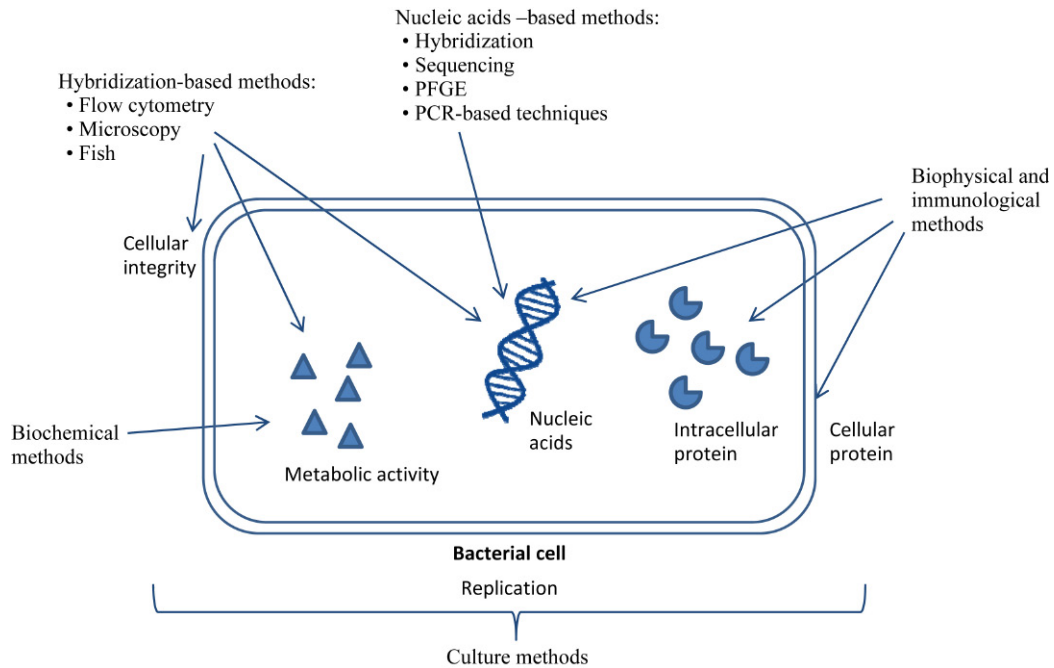 Nucleic acids –based methods:
• Hybridization
• Sequencing
• PFGE
• PCR-based techniques
Hybridization-based methods:
• Flow cytometry
• Microscopy
• Fish
Biophysical and
immunological
methods
Cellular
integrity
Biochemical
methods
Metabolic activity
Nucleic
acids
Intracellular
protein
Cellular
protein
Bacterial cell
Replication
Culture methods